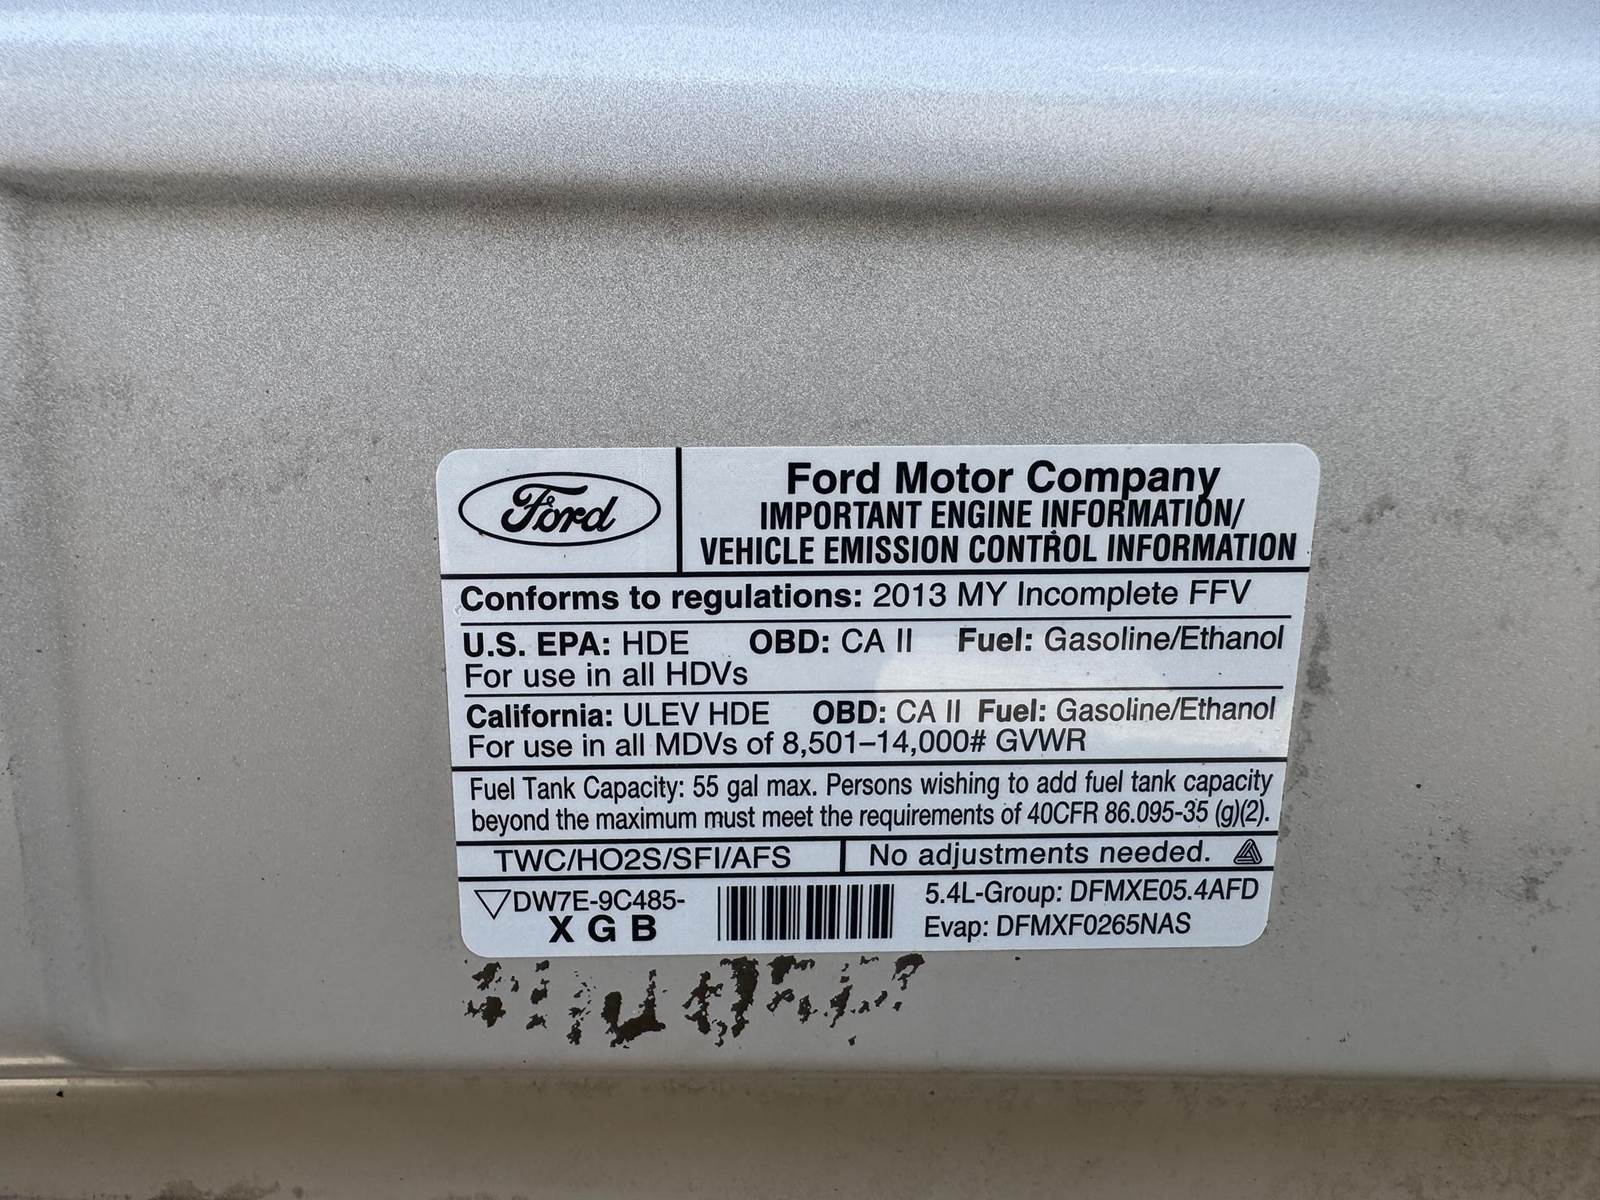 Ford
Ford Motor Company
IMPORTANT ENGINE INFORMATION/
VEHICLE EMISSION CONTROL INFORMATION
Conforms to regulations: 2013 MY Incomplete FFV
U.S. EPA: HDE OBD: CA II Fuel: Gasoline/Ethanol
For use in all HDVs
California: ULEV HDE OBD: CA II Fuel: Gasoline/Ethanol
For use in all MDVs of 8,501–14,000# GVWR
Fuel Tank Capacity: 55 gal max. Persons wishing to add fuel tank capacity
beyond the maximum must meet the requirements of 40CFR 86.095-35 (g)(2).
TWC/HO2S/SFI/AFS No adjustments needed.
DW7E-9C485-
X G B
5.4L-Group: DFMXE05.4AFD
Evap: DFMXF0265NAS